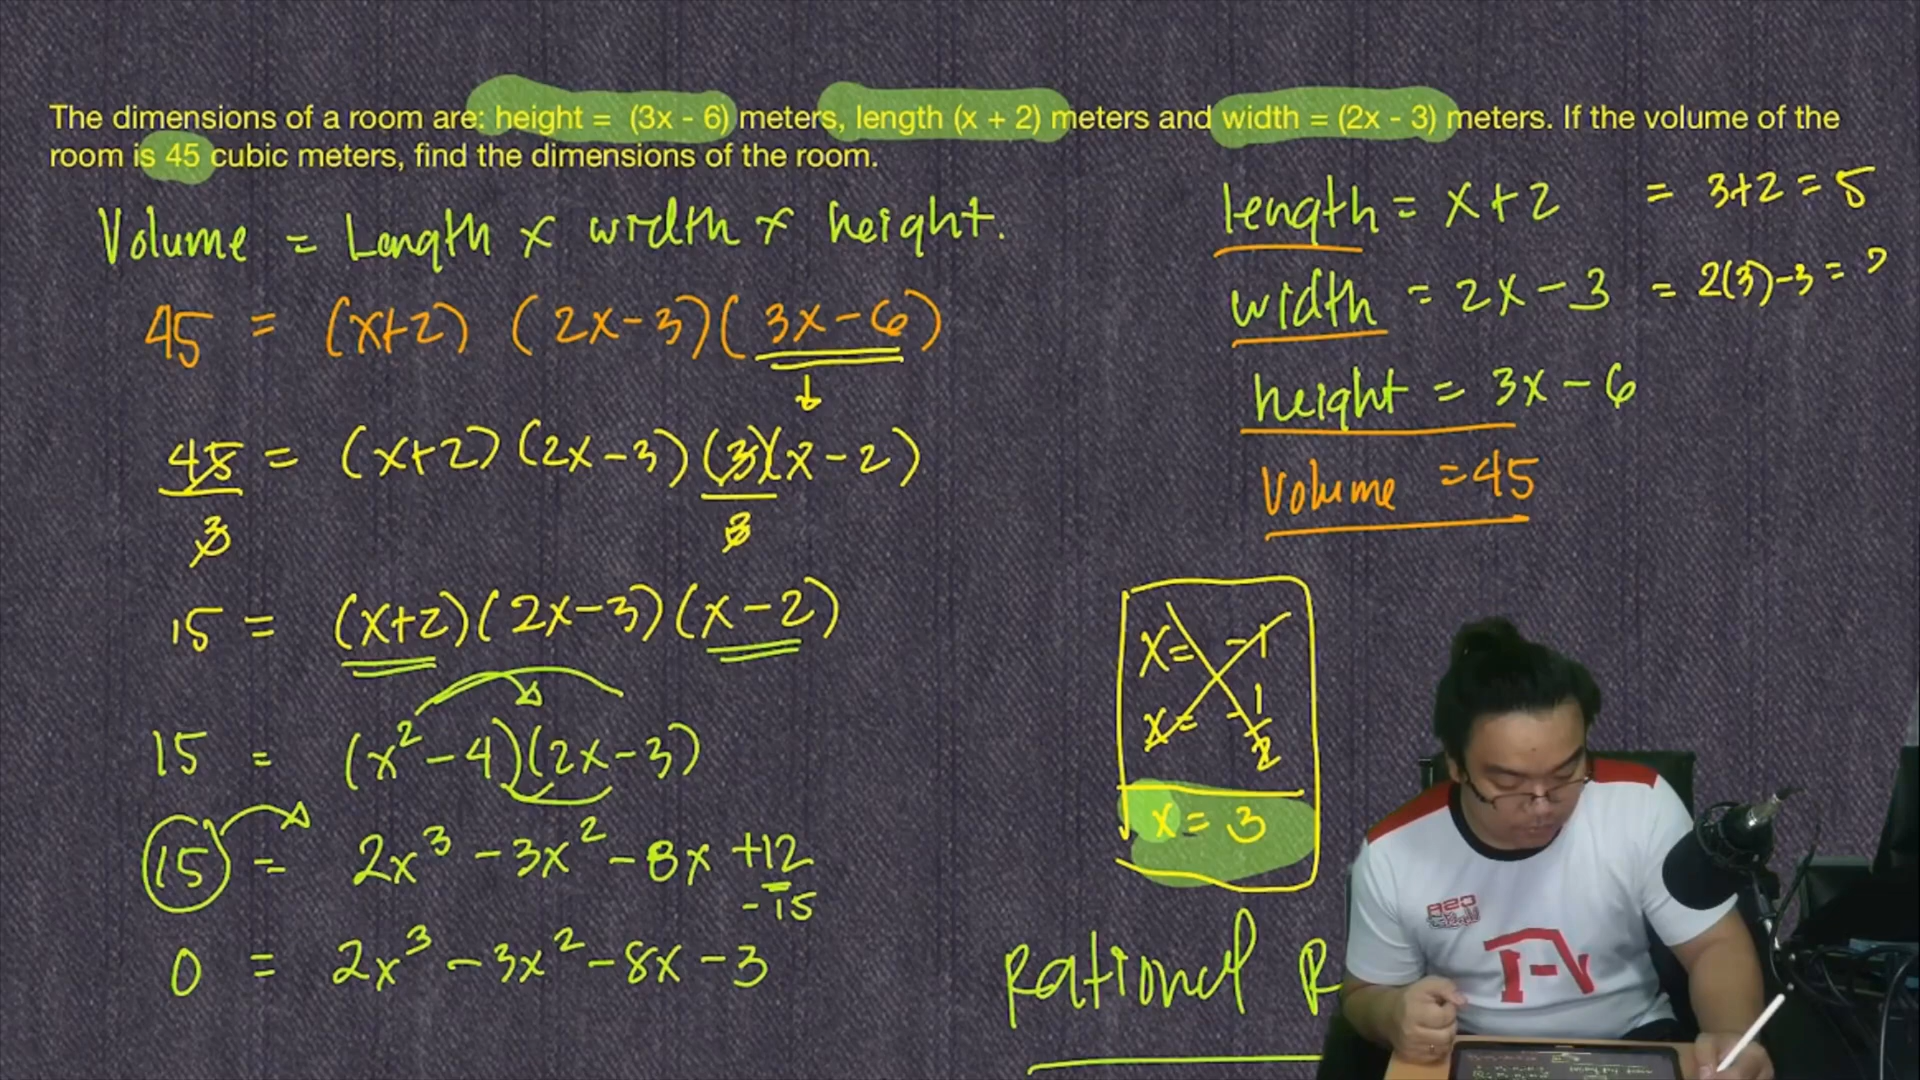 The dimensions of a room are: height = (3x - 6) meters, length (x + 2) meters and width = (2x - 3) meters. If the volume of the
room is 45 cubic meters, find the dimensions of the room.
Volume = Length x width x height.
45 = (x+2) (2x-3)(3x-6)
45 = (x+2)(2x-3)(3)(x-2)
3 3
15 = (x+2)(2x-3)(x-2)
15 = (x²-4)(2x-3)
15 = 2x³ -3x² -8x +12
-15
0 = 2x³ -3x² -8x -3
length = x+2 = 3+2 = 5
width = 2x-3 = 2(3)-3 =
height = 3x-6
Volume = 45
x = -1
x = -1/2
x = 3
Rational R